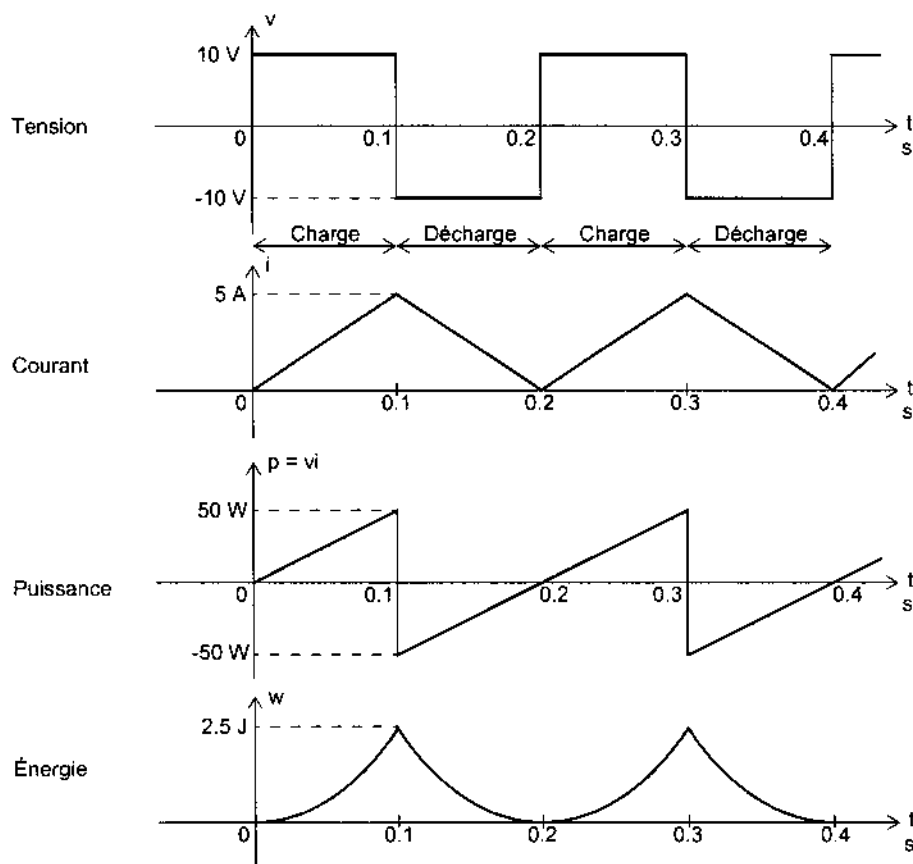 v
10 V
Tension
0 0.1 0.2 0.3 0.4 t
s
-10 V
Charge Décharge Charge Décharge
i
5 A
Courant
0 0.1 0.2 0.3 0.4 t
s
p = vi
50 W
Puissance
0 0.1 0.2 0.3 0.4 t
s
-50 W
w
2.5 J
Énergie
0 0.1 0.2 0.3 0.4 t
s